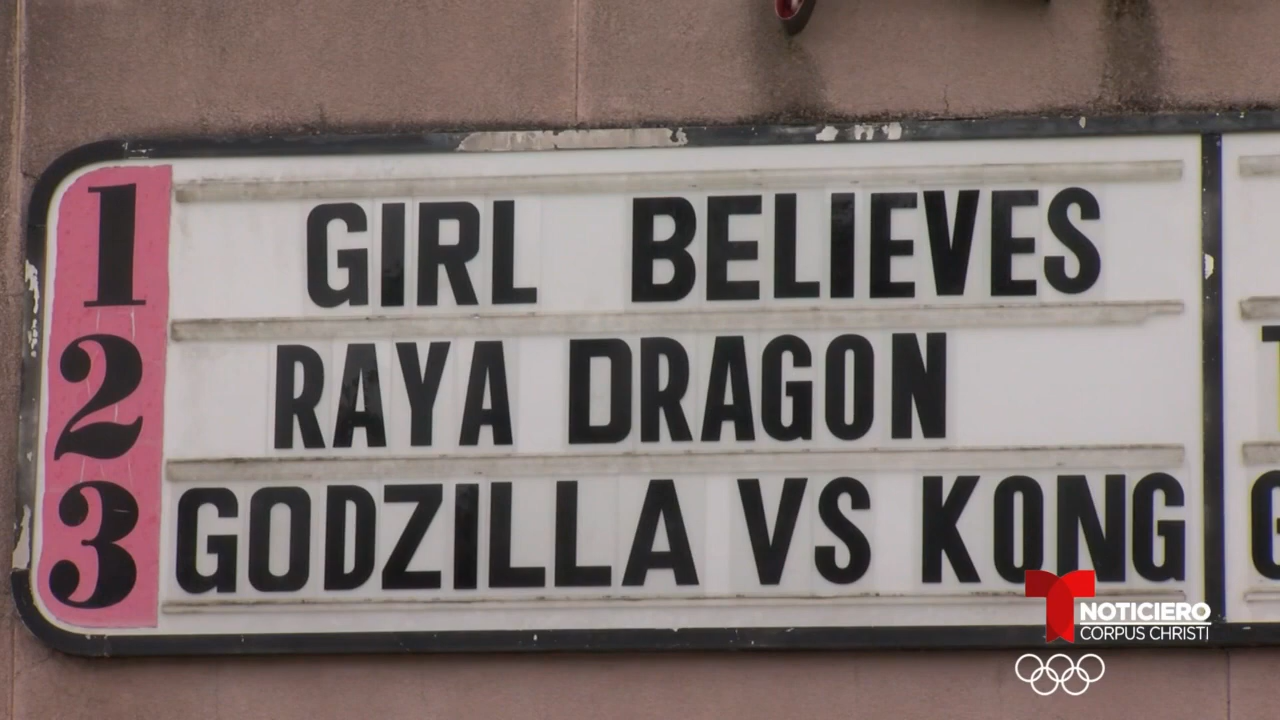 1 GIRL BELIEVES
2 RAYA DRAGON
3 GODZILLA VS KONG
NOTICIERO
CORPUS CHRISTI